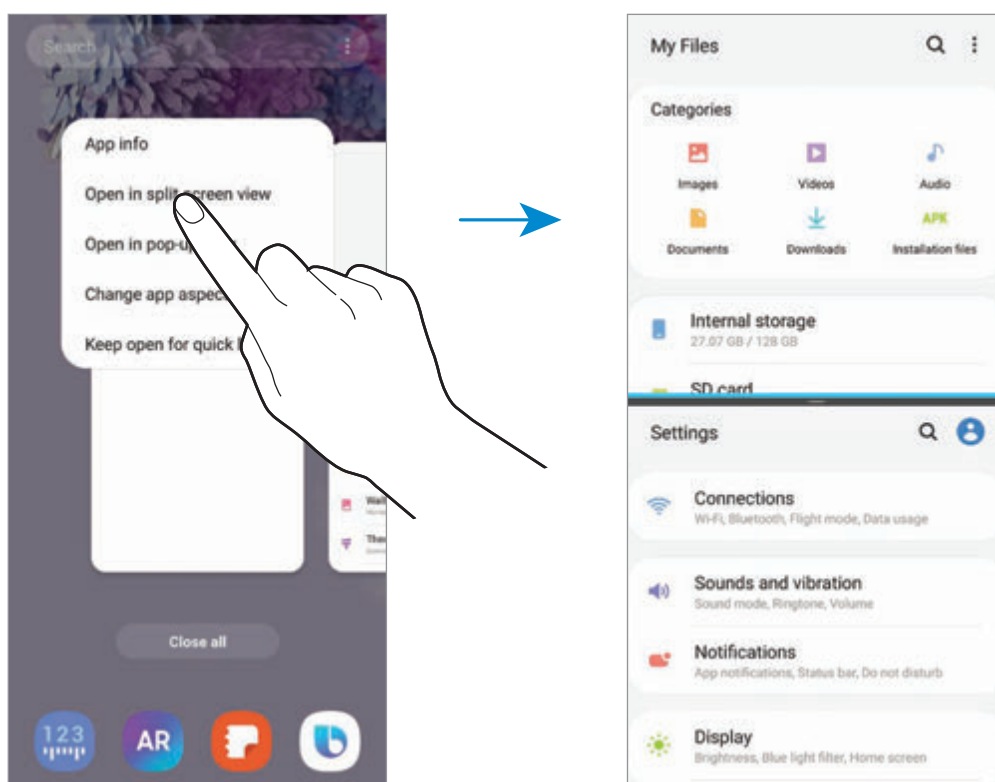 Search
App info
Open in split screen view
Open in pop-u
Change app aspec
Keep open for quick
Close all
123
AR
My Files
Categories
Images
Videos
Audio
APK
Documents
Downloads
Installation files
Internal storage
27.07 GB / 128 GB
SD card
Settings
Connections
Wi-Fi, Bluetooth, Flight mode, Data usage
Sounds and vibration
Sound mode, Ringtone, Volume
Notifications
App notifications, Status bar, Do not disturb
Display
Brightness, Blue light filter, Home screen